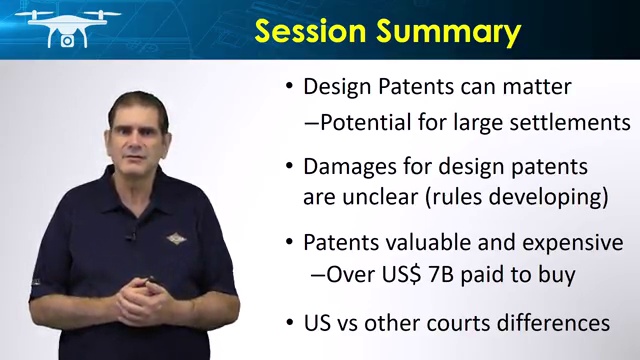 Session Summary
• Design Patents can matter
–Potential for large settlements
• Damages for design patents
are unclear (rules developing)
• Patents valuable and expensive
–Over US$ 7B paid to buy
• US vs other courts differences